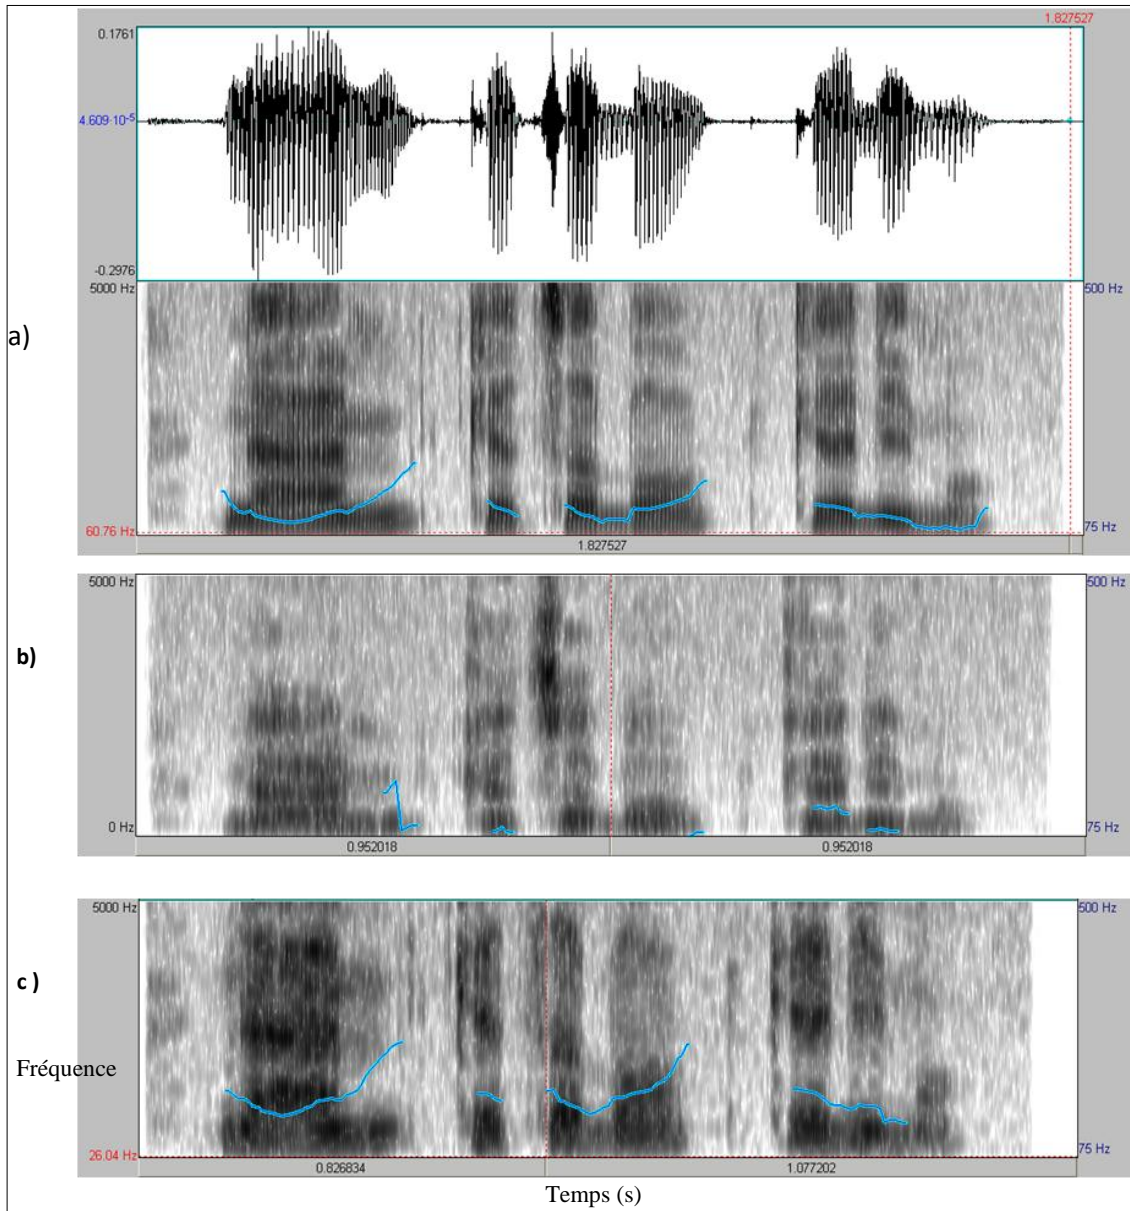 1.827527
0.1761
4.609·10-5
-0.2976
5000 Hz
500 Hz
a)
60.76 Hz
75 Hz
1.827527
5000 Hz
500 Hz
b)
0 Hz
75 Hz
0.952018
0.952018
5000 Hz
500 Hz
c )
Fréquence
26.04 Hz
75 Hz
0.826834
1.077202
Temps (s)